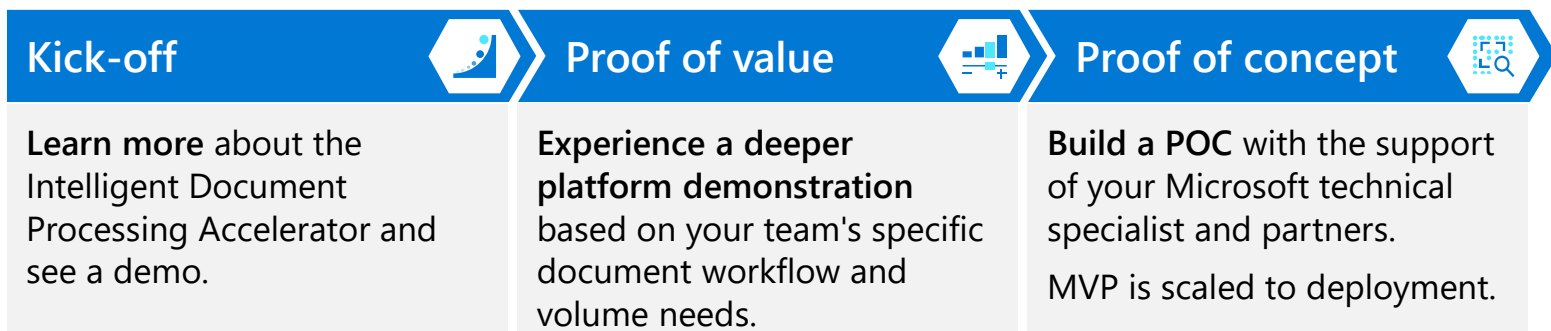 Kick-off
Learn more about the
Intelligent Document
Processing Accelerator and
see a demo.
Proof of value
Experience a deeper
platform demonstration
based on your team's specific
document workflow and
volume needs.
Proof of concept
Build a POC with the support
of your Microsoft technical
specialist and partners.
MVP is scaled to deployment.